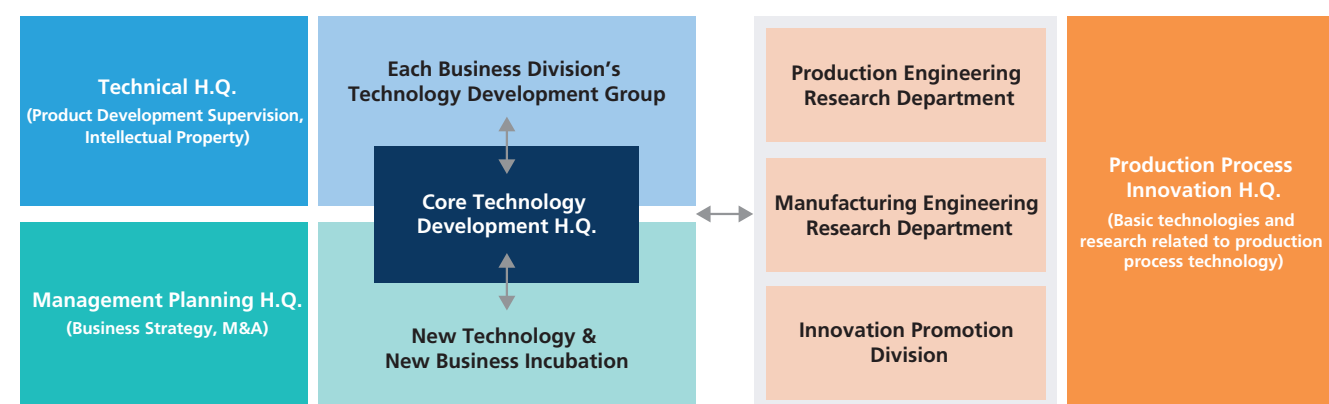 Technical H.Q.
(Product Development Supervision,
Intellectual Property)
Management Planning H.Q.
(Business Strategy, M&A)
Each Business Division’s
Technology Development Group
Core Technology
Development H.Q.
New Technology &
New Business Incubation
Production Engineering
Research Department
Manufacturing Engineering
Research Department
Innovation Promotion
Division
Production Process
Innovation H.Q.
(Basic technologies and
research related to production
process technology)